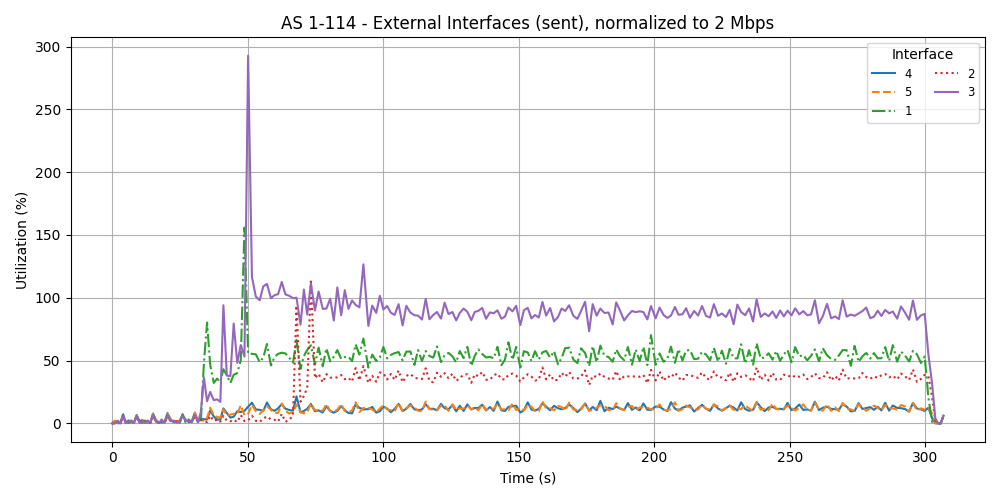 AS 1-114 - External Interfaces (sent), normalized to 2 Mbps
Interface
4
5
1
2
3
300
250
200
150
100
50
0
Utilization (%)
0 50 100 150 200 250 300
Time (s)